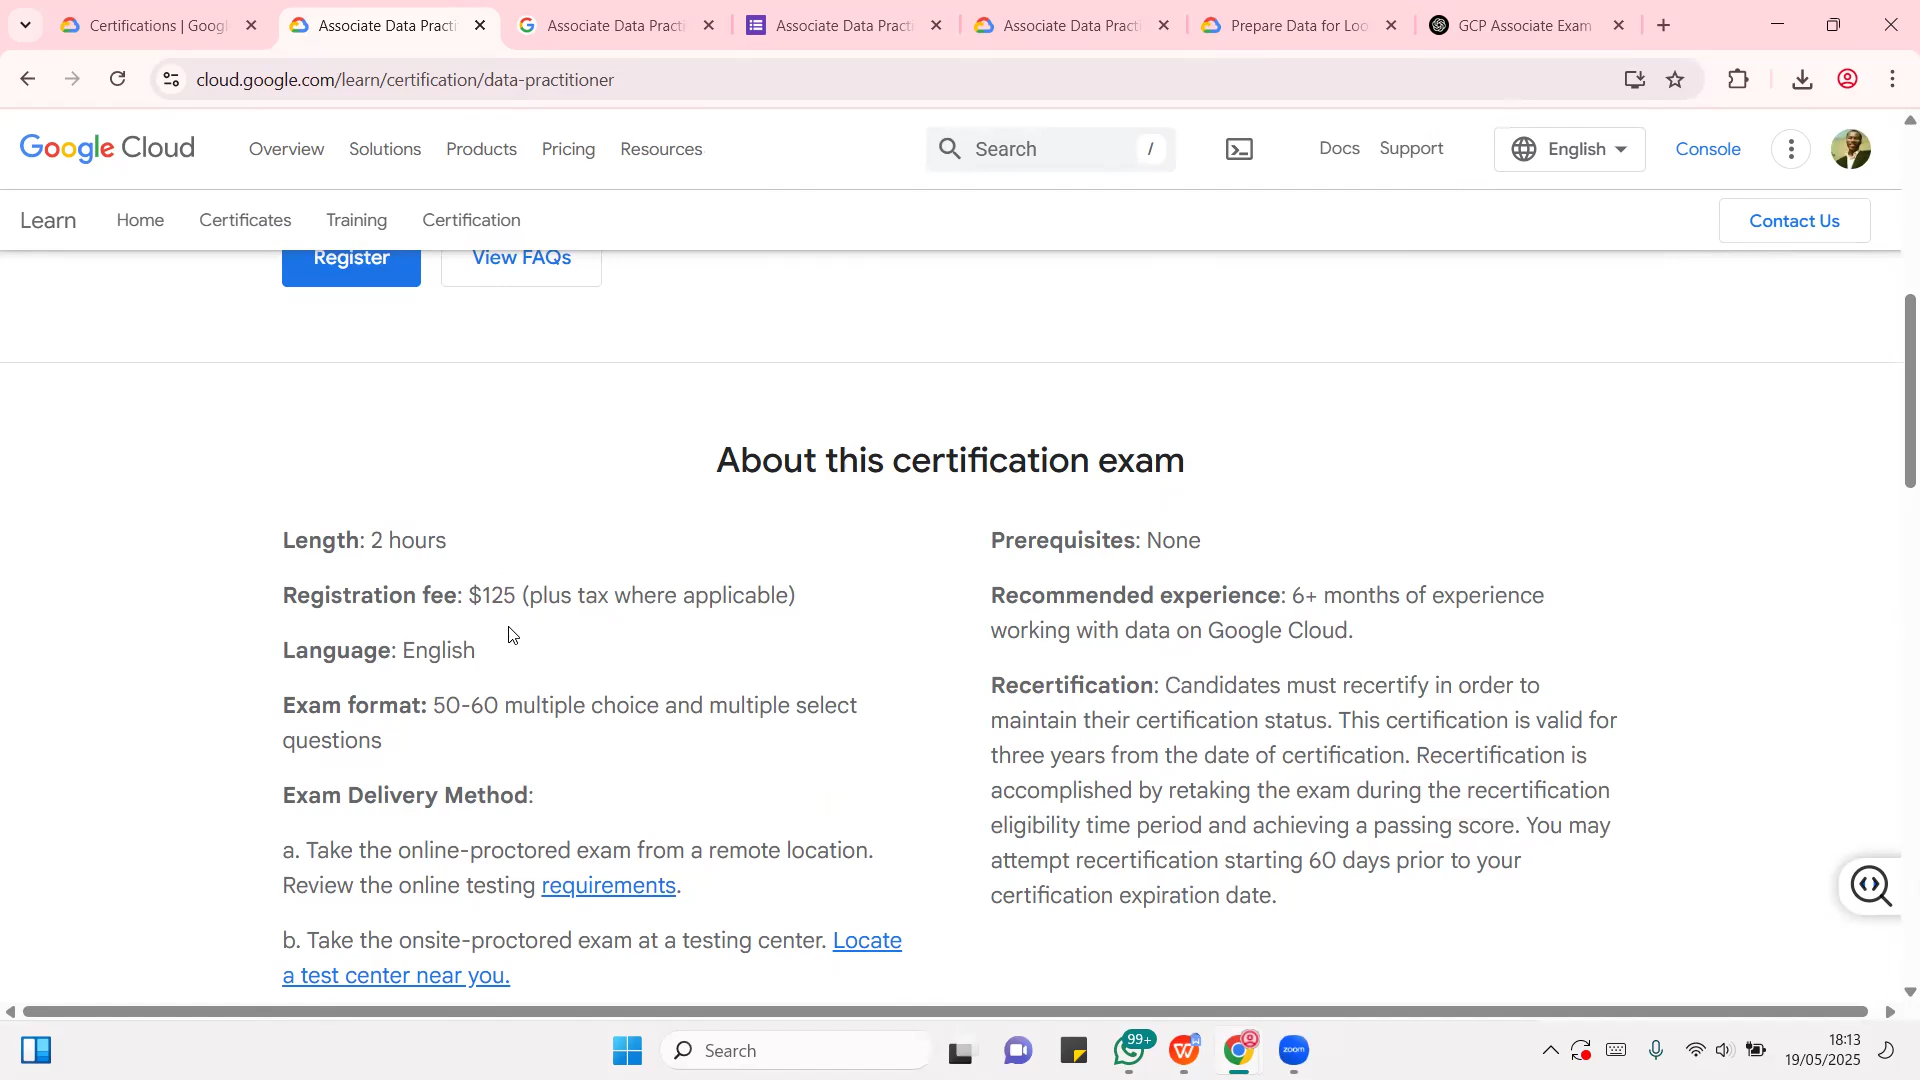 Certifications | Googl
Associate Data Practi
Associate Data Practi
Associate Data Practi
Associate Data Practi
Prepare Data for Loo
GCP Associate Exam
cloud.google.com/learn/certification/data-practitioner
Google Cloud
Overview
Solutions
Products
Pricing
Resources
Search
/
Docs
Support
English
Console
Learn
Home
Certificates
Training
Certification
Contact Us
Register
View FAQs
About this certification exam
Length: 2 hours
Registration fee: $125 (plus tax where applicable)
Language: English
Exam format: 50-60 multiple choice and multiple select
questions
Exam Delivery Method:
a. Take the online-proctored exam from a remote location.
Review the online testing requirements.
b. Take the onsite-proctored exam at a testing center. Locate
a test center near you.
Prerequisites: None
Recommended experience: 6+ months of experience
working with data on Google Cloud.
Recertification: Candidates must recertify in order to
maintain their certification status. This certification is valid for
three years from the date of certification. Recertification is
accomplished by retaking the exam during the recertification
eligibility time period and achieving a passing score. You may
attempt recertification starting 60 days prior to your
certification expiration date.
Search
99+
zoom
18:13
19/05/2025